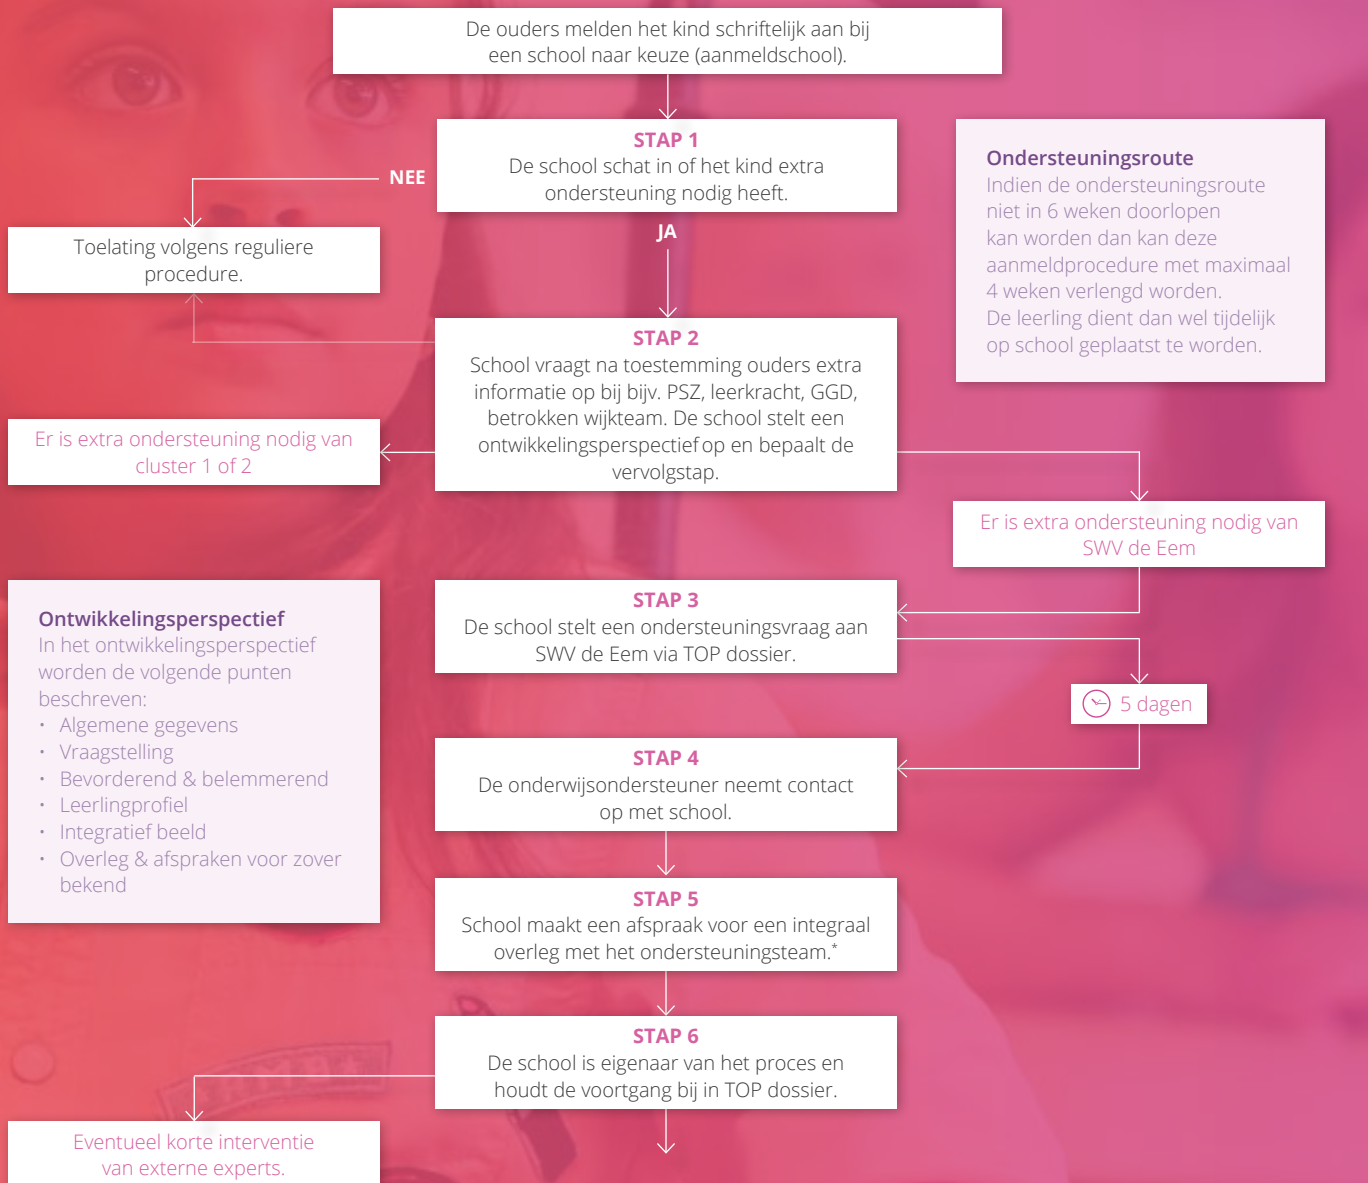 De ouders melden het kind schriftelijk aan bij
een school naar keuze (aanmeldschool).
STAP 1
De school schat in of het kind extra
ondersteuning nodig heeft.
NEE
JA
Toelating volgens reguliere
procedure.
Ondersteuningsroute
Indien de ondersteuningsroute
niet in 6 weken doorlopen
kan worden dan kan deze
aanmeldprocedure met maximaal
4 weken verlengd worden.
De leerling dient dan wel tijdelijk
op school geplaatst te worden.
STAP 2
School vraagt na toestemming ouders extra
informatie op bij bijv. PSZ, leerkracht, GGD,
betrokken wijkteam. De school stelt een
ontwikkelingsperspectief op en bepaalt de
vervolgstap.
Er is extra ondersteuning nodig van
cluster 1 of 2
Er is extra ondersteuning nodig van
SWV de Eem
Ontwikkelingsperspectief
In het ontwikkelingsperspectief
worden de volgende punten
beschreven:
• Algemene gegevens
• Vraagstelling
• Bevorderend & belemmerend
• Leerlingprofiel
• Integratief beeld
• Overleg & afspraken voor zover
bekend
STAP 3
De school stelt een ondersteuningsvraag aan
SWV de Eem via TOP dossier.
5 dagen
STAP 4
De onderwijsondersteuner neemt contact
op met school.
STAP 5
School maakt een afspraak voor een integraal
overleg met het ondersteuningsteam.*
STAP 6
De school is eigenaar van het proces en
houdt de voortgang bij in TOP dossier.
Eventueel korte interventie
van externe experts.